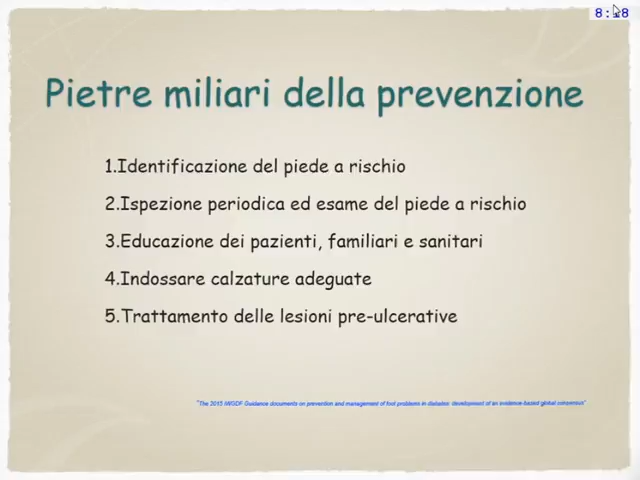 Pietre miliari della prevenzione
1.Identificazione del piede a rischio
2.Ispezione periodica ed esame del piede a rischio
3.Educazione dei pazienti, familiari e sanitari
4.Indossare calzature adeguate
5.Trattamento delle lesioni pre-ulcerative
"The 2015 IWGDF Guidance documents on prevention and management of foot problems in diabetes: development of an evidence-based global consensus"